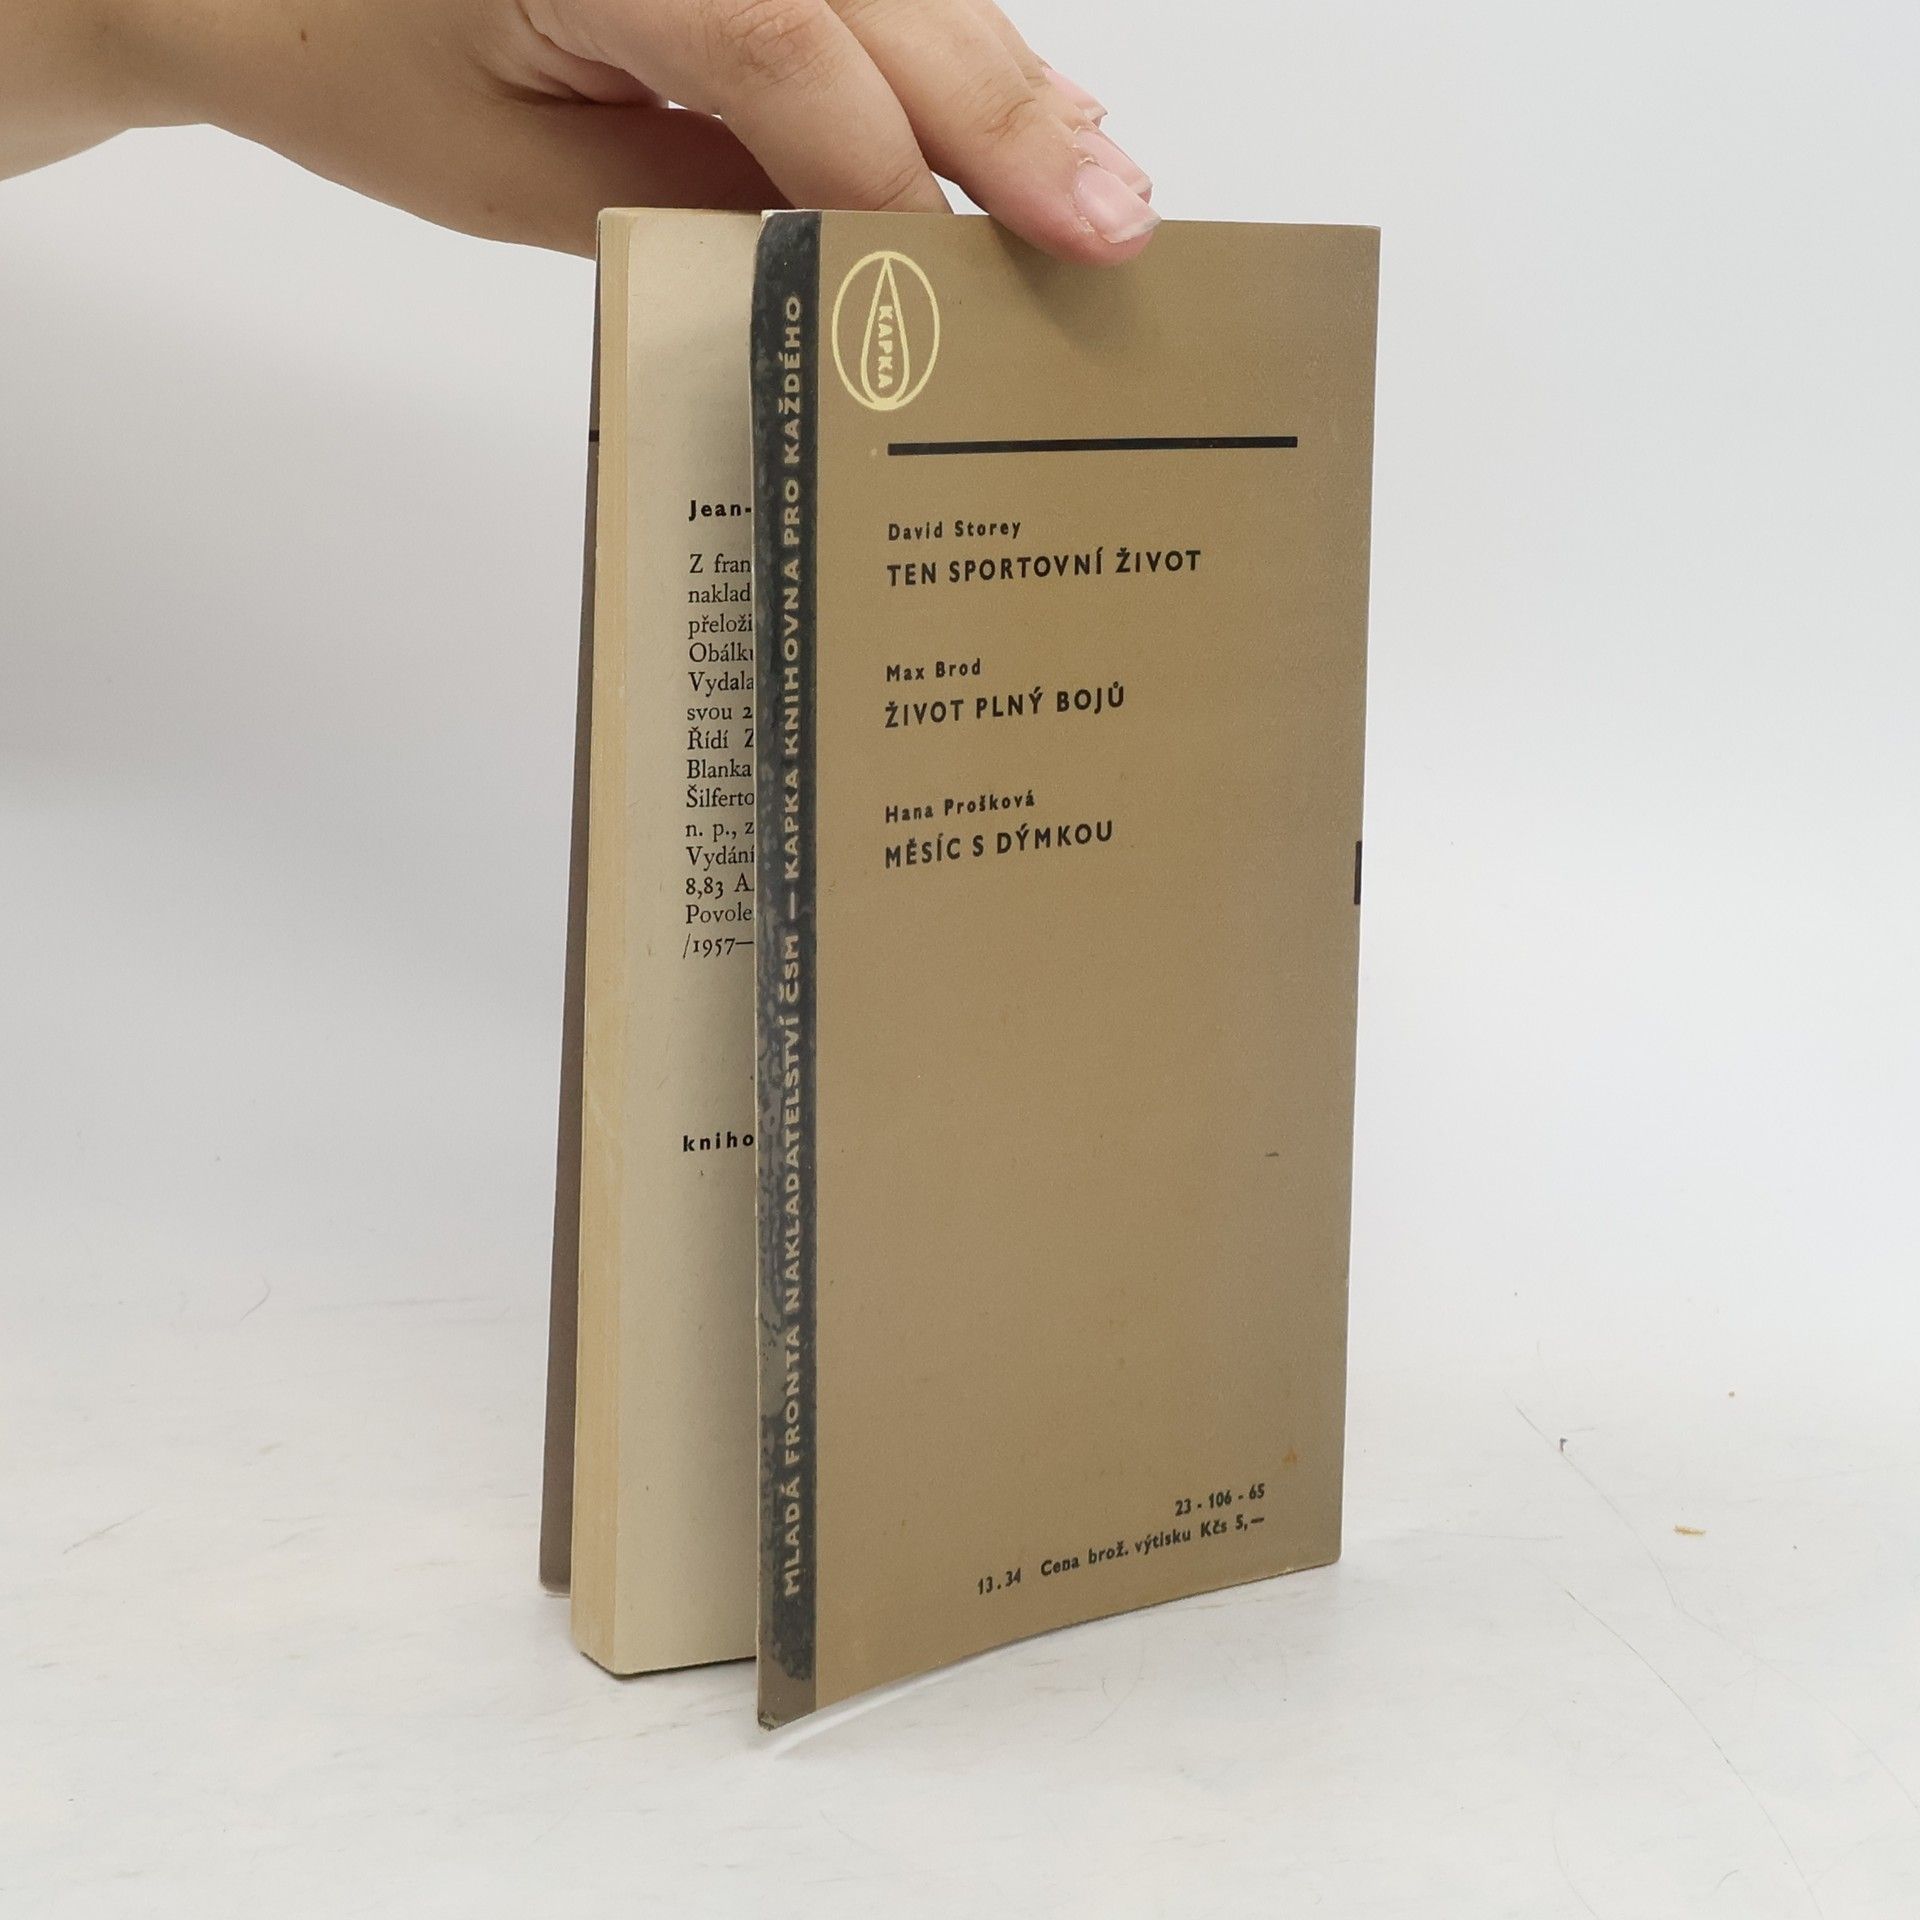 Jean-
Z fran
naklad
přeloži
Obálku
Vydala
svou 2
Řídí Z
Blanka
Šilferto
n. p., z
Vydání
8,83 A
Povole
/1957—
kniho
MLADÁ FRONTA NAKLADATELSTVÍ ČSM — KAPKA KNIHOVNA PRO KAŽDÉHO
KAPKA
David Storey
TEN SPORTOVNÍ ŽIVOT
Max Brod
ŽIVOT PLNÝ BOJŮ
Hana Prošková
MĚSÍC S DÝMKOU
23 - 106 - 65
13.34 Cena brož. výtisku Kčs 5,—